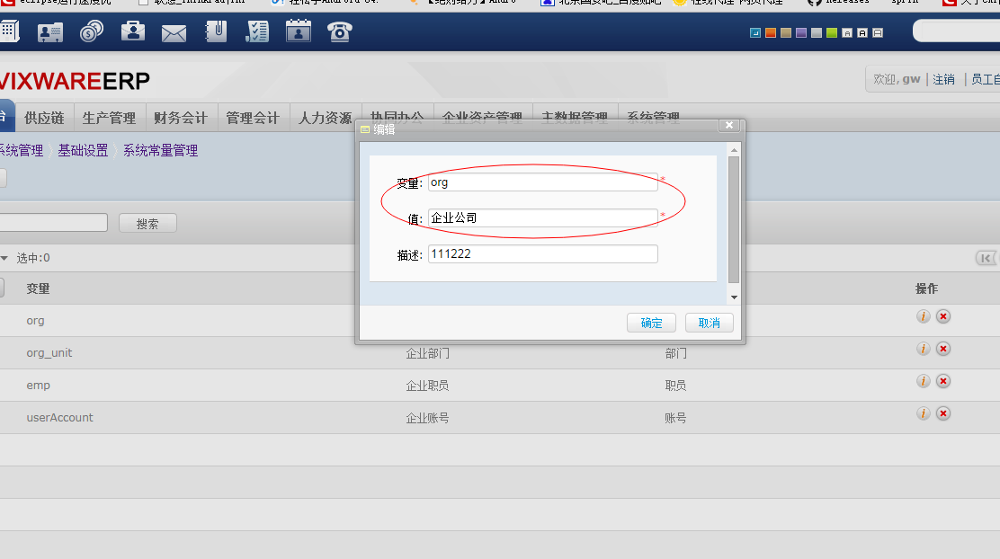 VIXWAREERP
欢迎, gw | 注销 | 员工自
台 供应链 生产管理 财务会计 管理会计 人力资源 协同办公 企业资产管理 主数据管理 系统管理
系统管理 基础设置 系统常量管理
编辑
变量: org *
值: 企业公司 *
描述: 111222
确定 取消
搜索
选中:0
变量 操作
org
org_unit 企业部门 部门
emp 企业职员 职员
userAccount 企业账号 账号